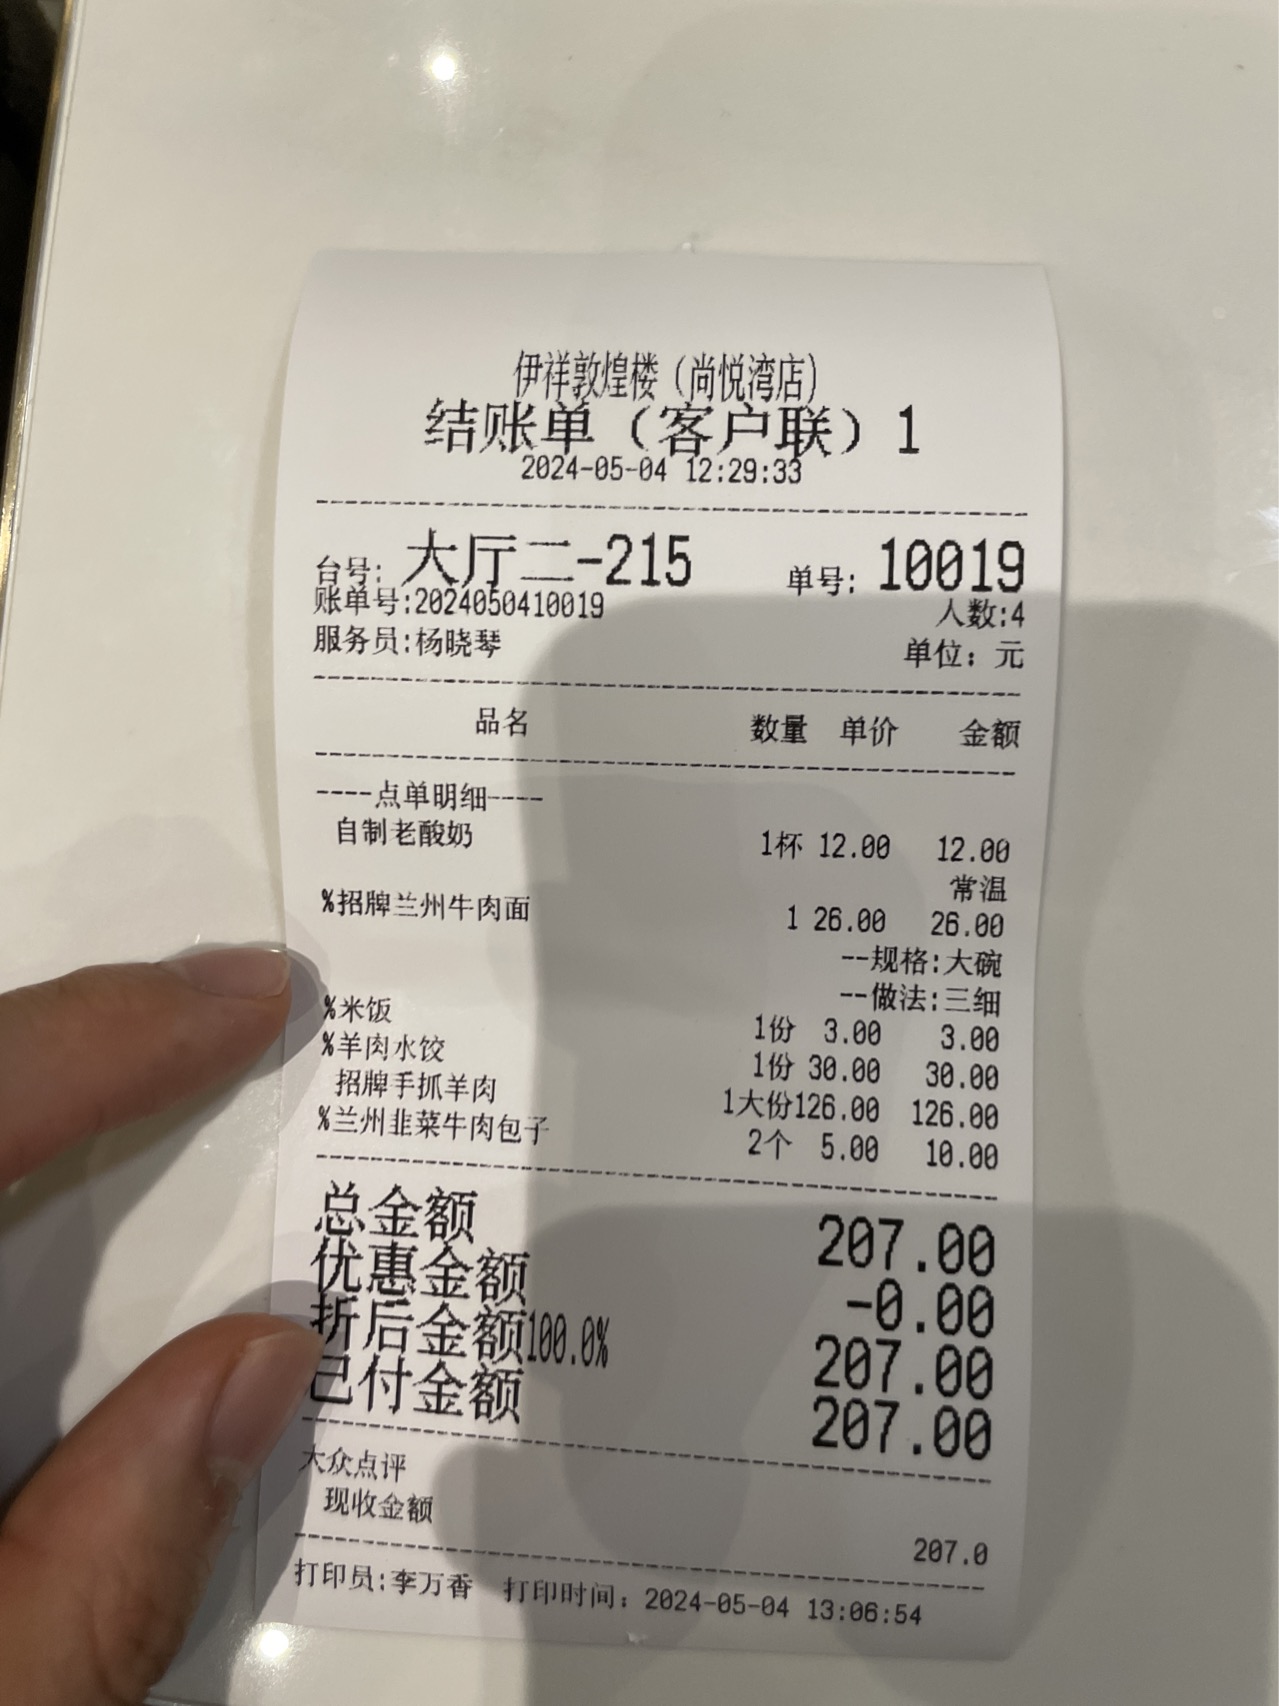 伊祥敦煌楼（尚悦湾店）
结账单（客户联）1
2024-05-04 12:29:33
台号: 大厅二-215 单号: 10019
账单号:2024050410019 人数:4
服务员:杨晓琴 单位: 元
品名 数量 单价 金额
----点单明细----
自制老酸奶 1杯 12.00 12.00
常温
%招牌兰州牛肉面 1 26.00 26.00
--规格:大碗
--做法:三细
%米饭 1份 3.00 3.00
%羊肉水饺 1份 30.00 30.00
招牌手抓羊肉 1大份126.00 126.00
%兰州韭菜牛肉包子 2个 5.00 10.00
总金额 207.00
优惠金额 -0.00
折后金额100.0% 207.00
已付金额 207.00
大众点评
现收金额 207.0
打印员:李万香 打印时间: 2024-05-04 13:06:54